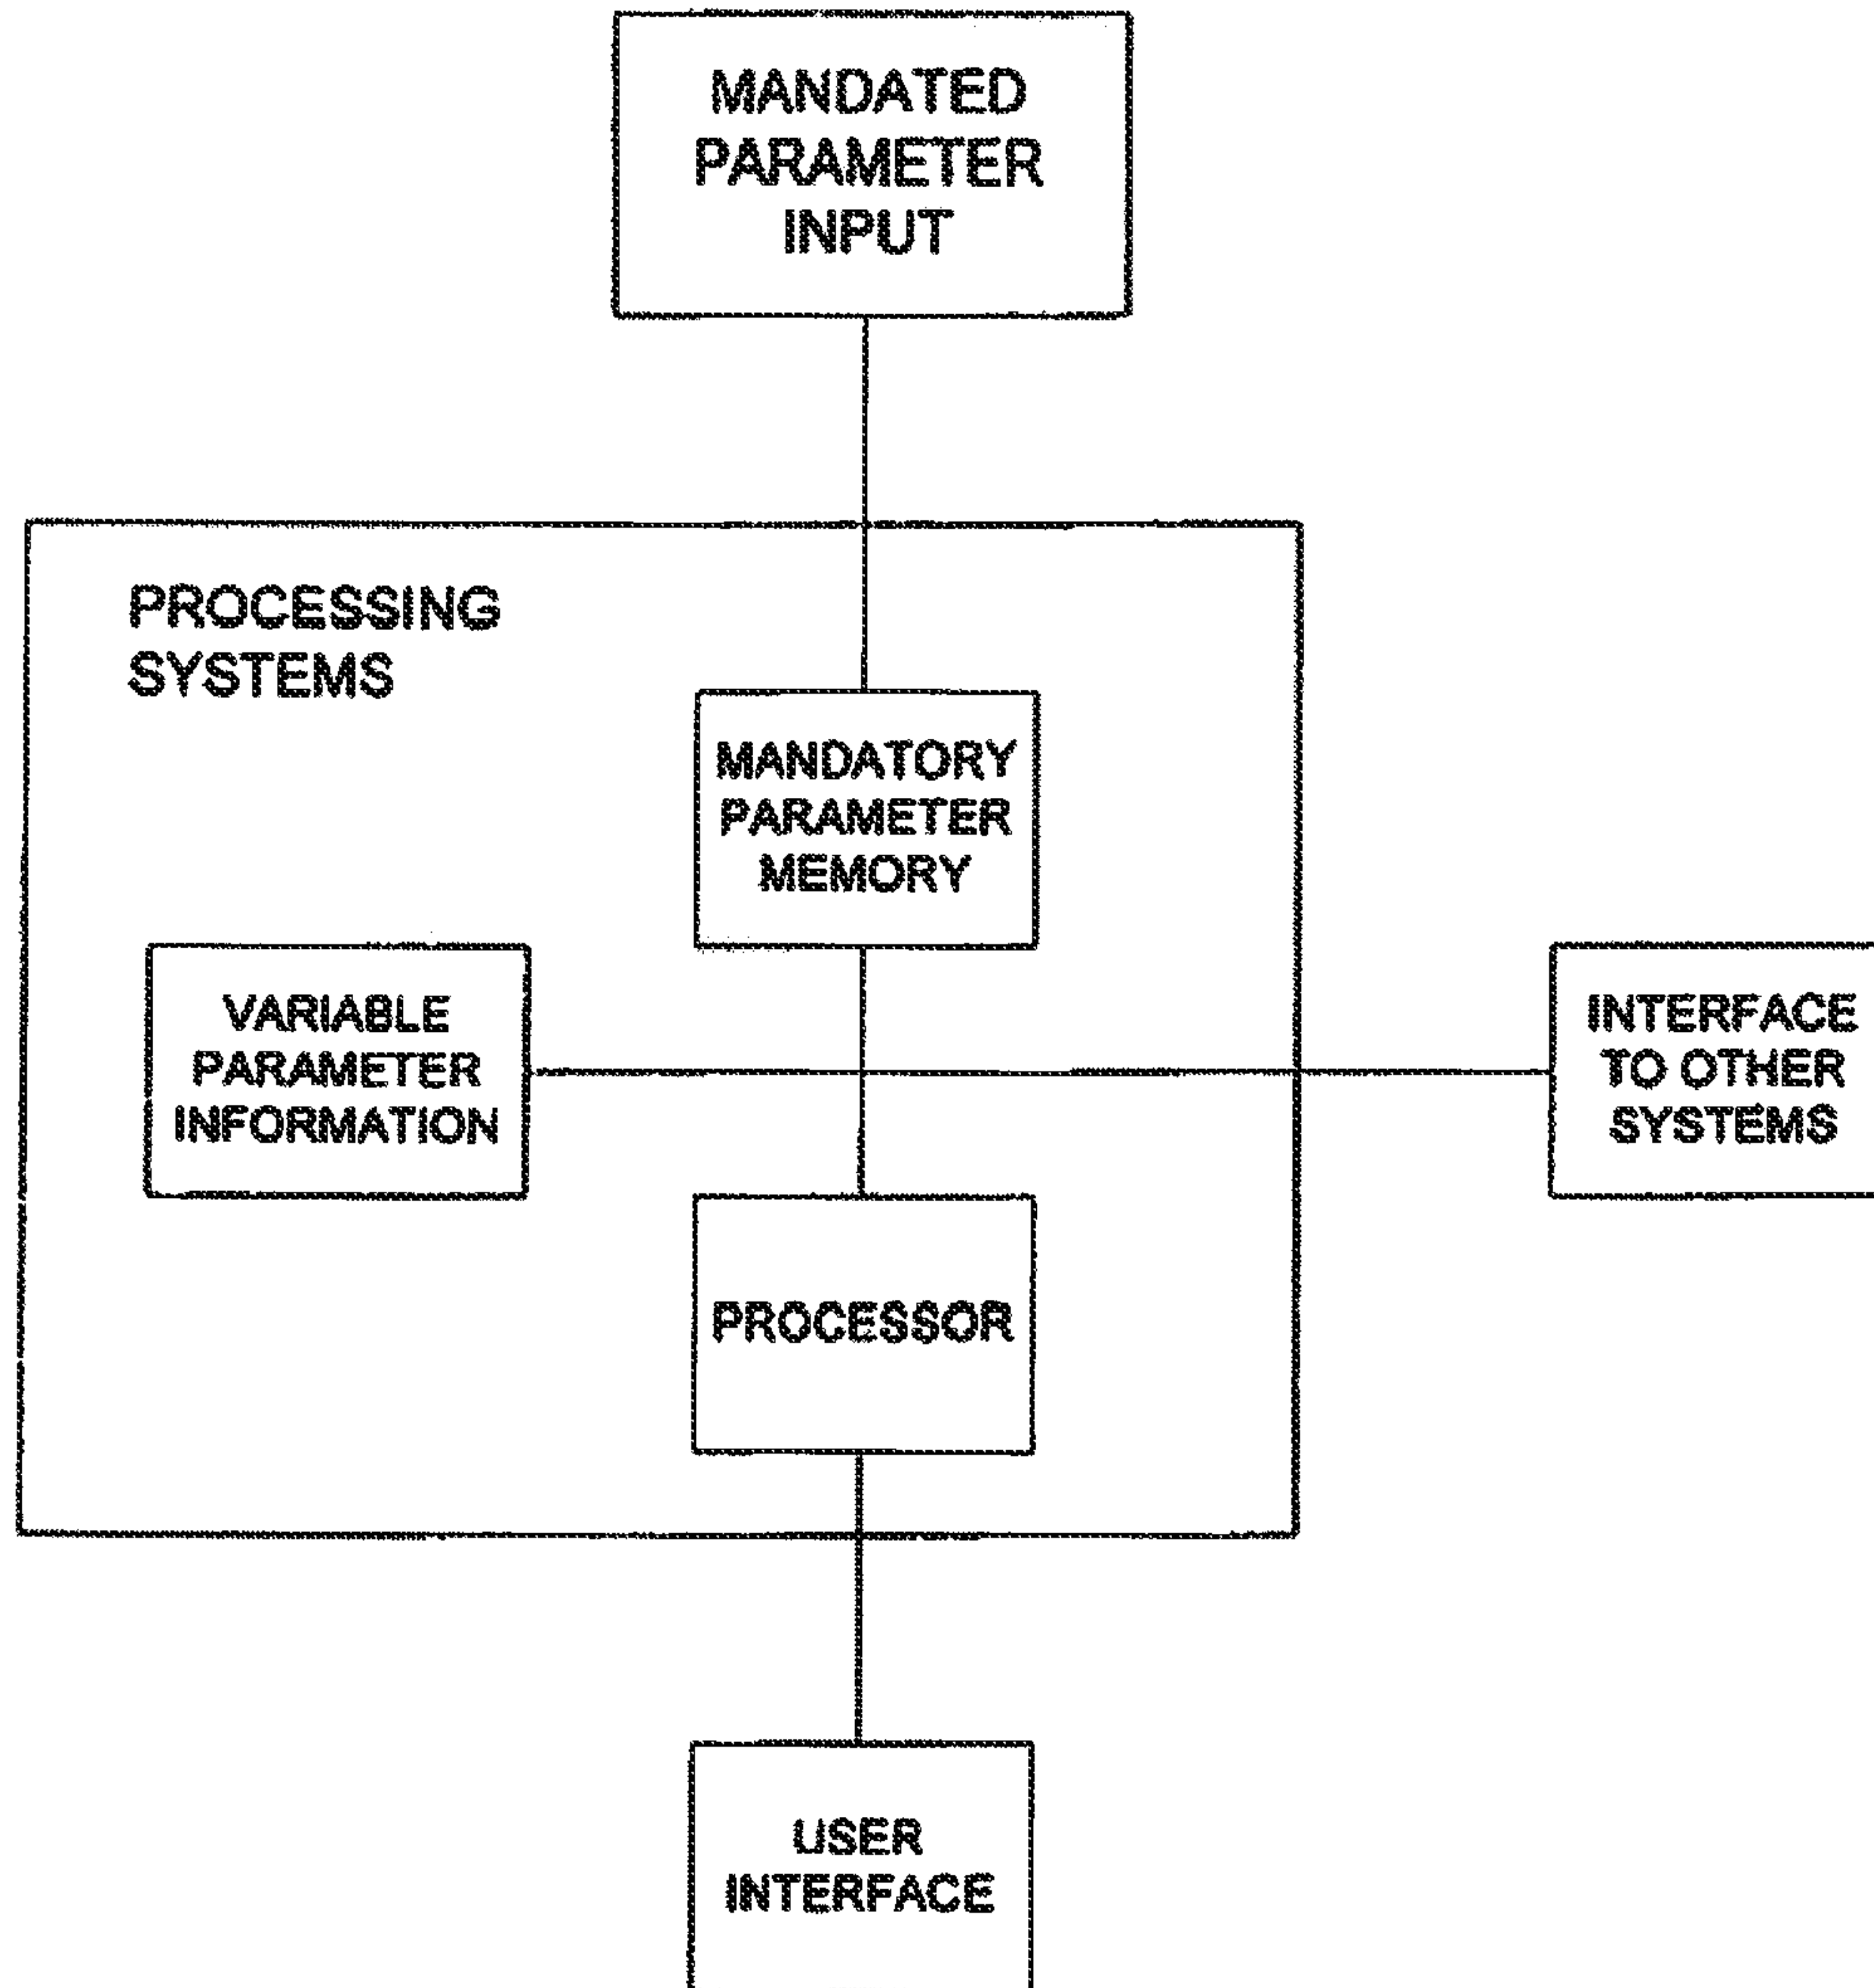 MANDATED
PARAMETER
INPUT
PROCESSING
SYSTEMS
MANDATORY
PARAMETER
MEMORY
VARIABLE
PARAMETER
INFORMATION
INTERFACE
TO OTHER
SYSTEMS
PROCESSOR
USER
INTERFACE